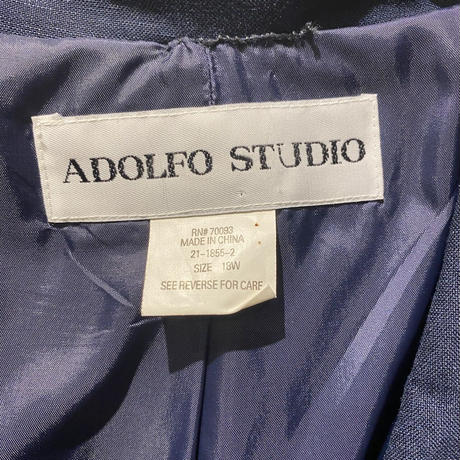 ADOLFO STUDIO
RN# 70093
MADE IN CHINA
21-1855-2
SIZE 18W
SEE REVERSE FOR CARE